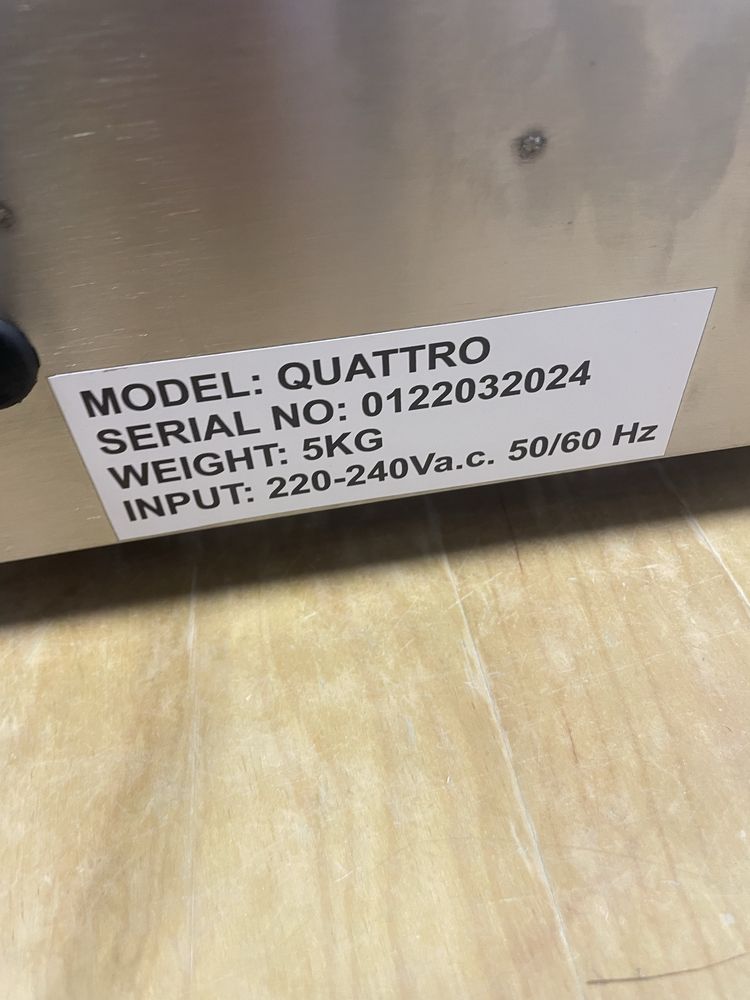 MODEL: QUATTRO
SERIAL NO: 0122032024
WEIGHT: 5KG
INPUT: 220-240Va.c. 50/60 Hz